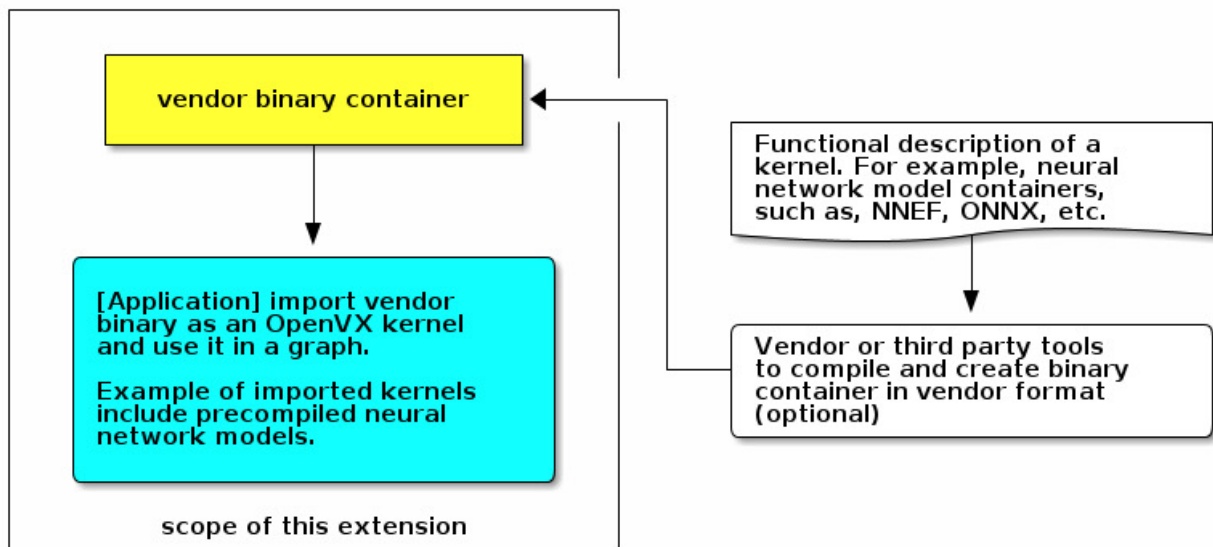 vendor binary container
Functional description of a
kernel. For example, neural
network model containers,
such as, NNEF, ONNX, etc.
[Application] import vendor
binary as an OpenVX kernel
and use it in a graph.
Example of imported kernels
include precompiled neural
network models.
Vendor or third party tools
to compile and create binary
container in vendor format
(optional)
scope of this extension